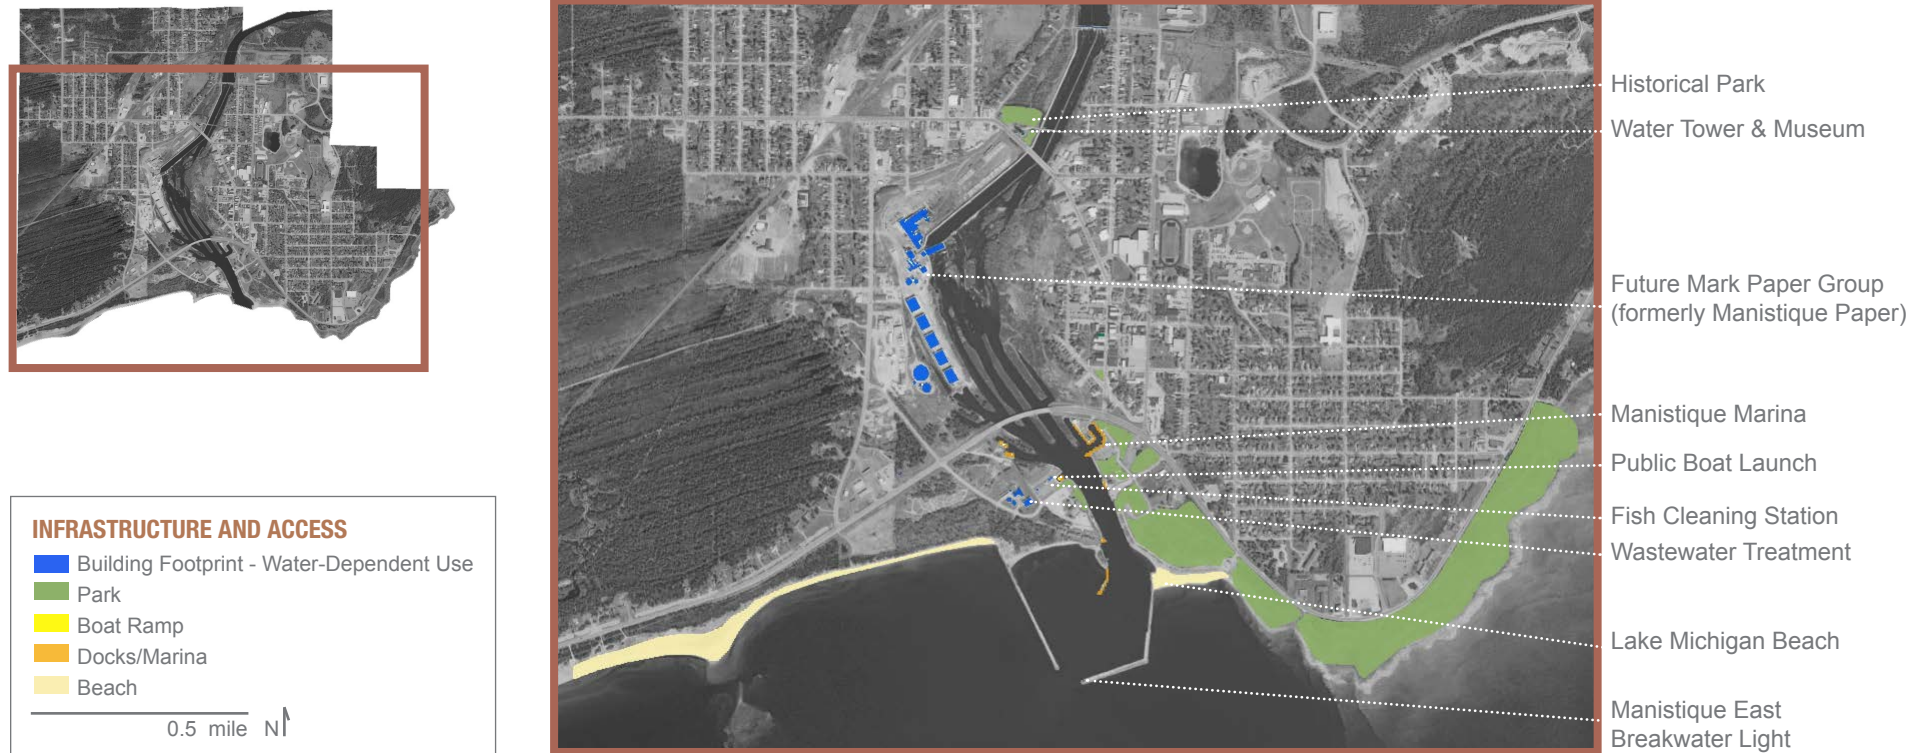 INFRASTRUCTURE AND ACCESS
Building Footprint - Water-Dependent Use
Park
Boat Ramp
Docks/Marina
Beach
0.5 mile N
Historical Park
Water Tower & Museum
Future Mark Paper Group
(formerly Manistique Paper)
Manistique Marina
Public Boat Launch
Fish Cleaning Station
Wastewater Treatment
Lake Michigan Beach
Manistique East
Breakwater Light